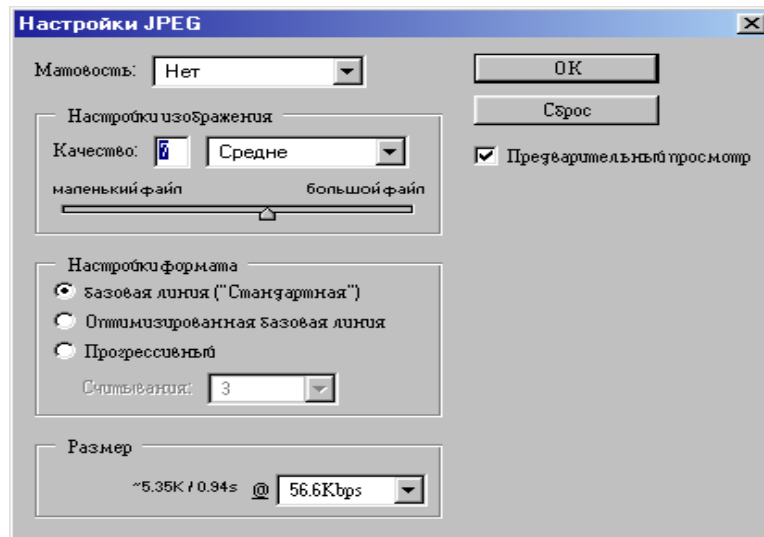 Настройки JPEG
Матовость: Нет
OK
Сброс
Предварительный просмотр
Настройки изображения
Качество: 7 Средне
маленький файл большой файл
Настройки формата
Базовая линия ("Стандартная")
Оптимизированная базовая линия
Прогрессивный
Считывания: 3
Размер
~5.35K / 0.94s @ 56.6Kbps